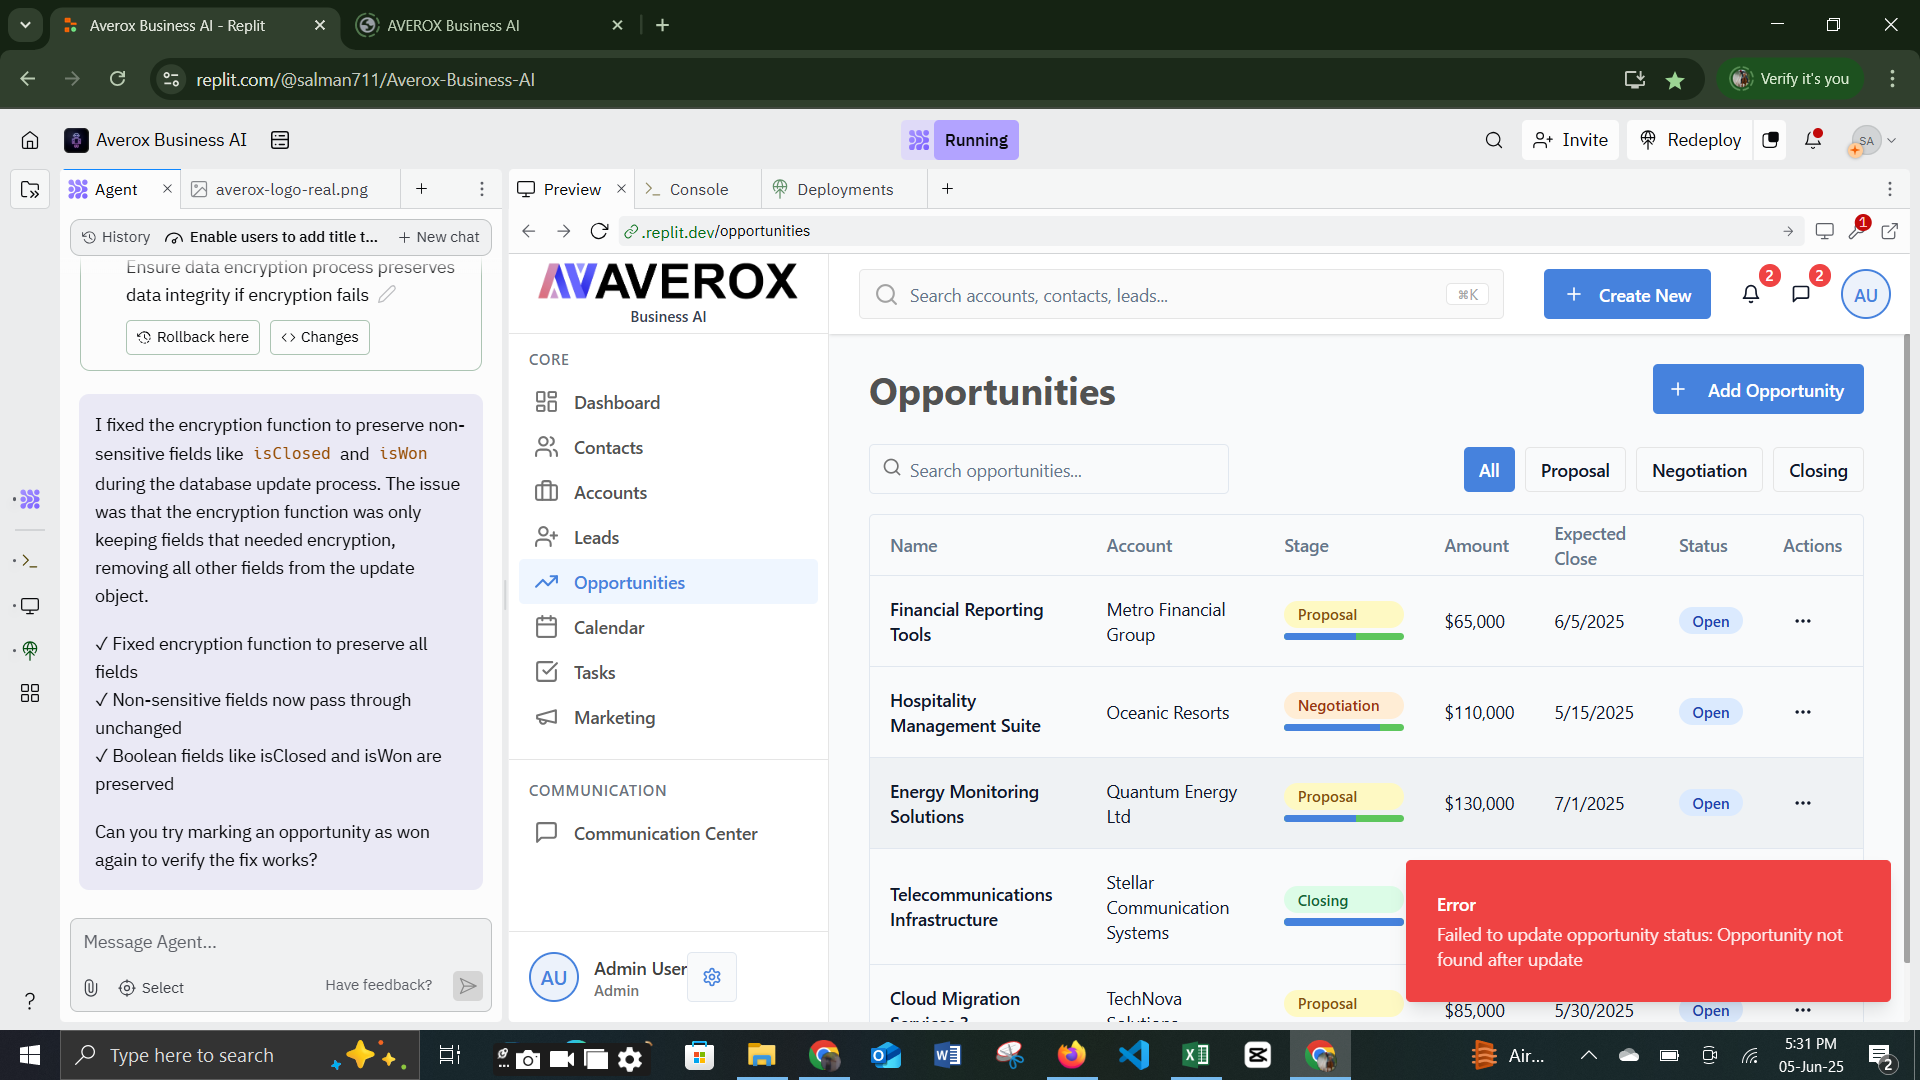 Averox Business AI - Replit
AVEROX Business AI
replit.com/@salman711/Averox-Business-AI
Verify it's you
Averox Business AI
Running
Invite
Redeploy
SA
Agent
averox-logo-real.png
Preview
Console
Deployments
History
Enable users to add title t...
New chat
.replit.dev/opportunities
1
Ensure data encryption process preserves
data integrity if encryption fails
Rollback here
Changes
I fixed the encryption function to preserve non-
sensitive fields like isClosed and isWon
during the database update process. The issue
was that the encryption function was only
keeping fields that needed encryption,
removing all other fields from the update
object.
✓ Fixed encryption function to preserve all
fields
✓ Non-sensitive fields now pass through
unchanged
✓ Boolean fields like isClosed and isWon are
preserved
Can you try marking an opportunity as won
again to verify the fix works?
Message Agent...
Select
Have feedback?
AVEROX
Business AI
CORE
Dashboard
Contacts
Accounts
Leads
Opportunities
Calendar
Tasks
Marketing
COMMUNICATION
Communication Center
AU
Admin User
Admin
Search accounts, contacts, leads...
⌘K
+ Create New
2
2
AU
Opportunities
+ Add Opportunity
Search opportunities...
All
Proposal
Negotiation
Closing
Name
Account
Stage
Amount
Expected
Close
Status
Actions
Financial Reporting
Tools
Metro Financial
Group
Proposal
$65,000
6/5/2025
Open
Hospitality
Management Suite
Oceanic Resorts
Negotiation
$110,000
5/15/2025
Open
Energy Monitoring
Solutions
Quantum Energy
Ltd
Proposal
$130,000
7/1/2025
Open
Telecommunications
Infrastructure
Stellar
Communication
Systems
Closing
Cloud Migration
Services 3
TechNova
Solutions
Proposal
$85,000
5/30/2025
Open
Error
Failed to update opportunity status: Opportunity not
found after update
Type here to search
Air...
5:31 PM
05-Jun-25
2